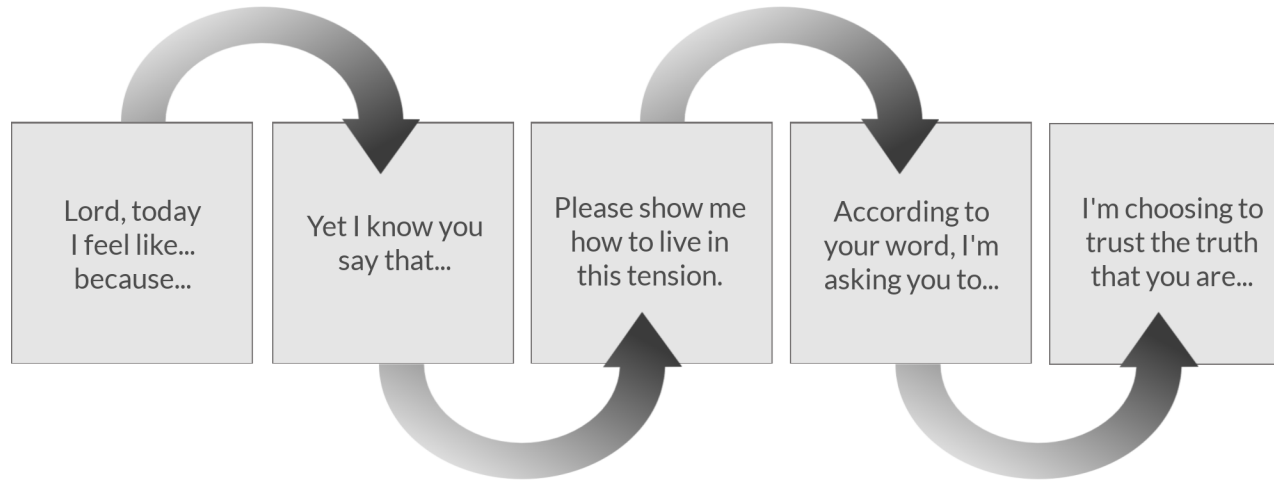 Lord, today
I feel like...
because...
Yet I know you
say that...
Please show me
how to live in
this tension.
According to
your word, I'm
asking you to...
I'm choosing to
trust the truth
that you are...